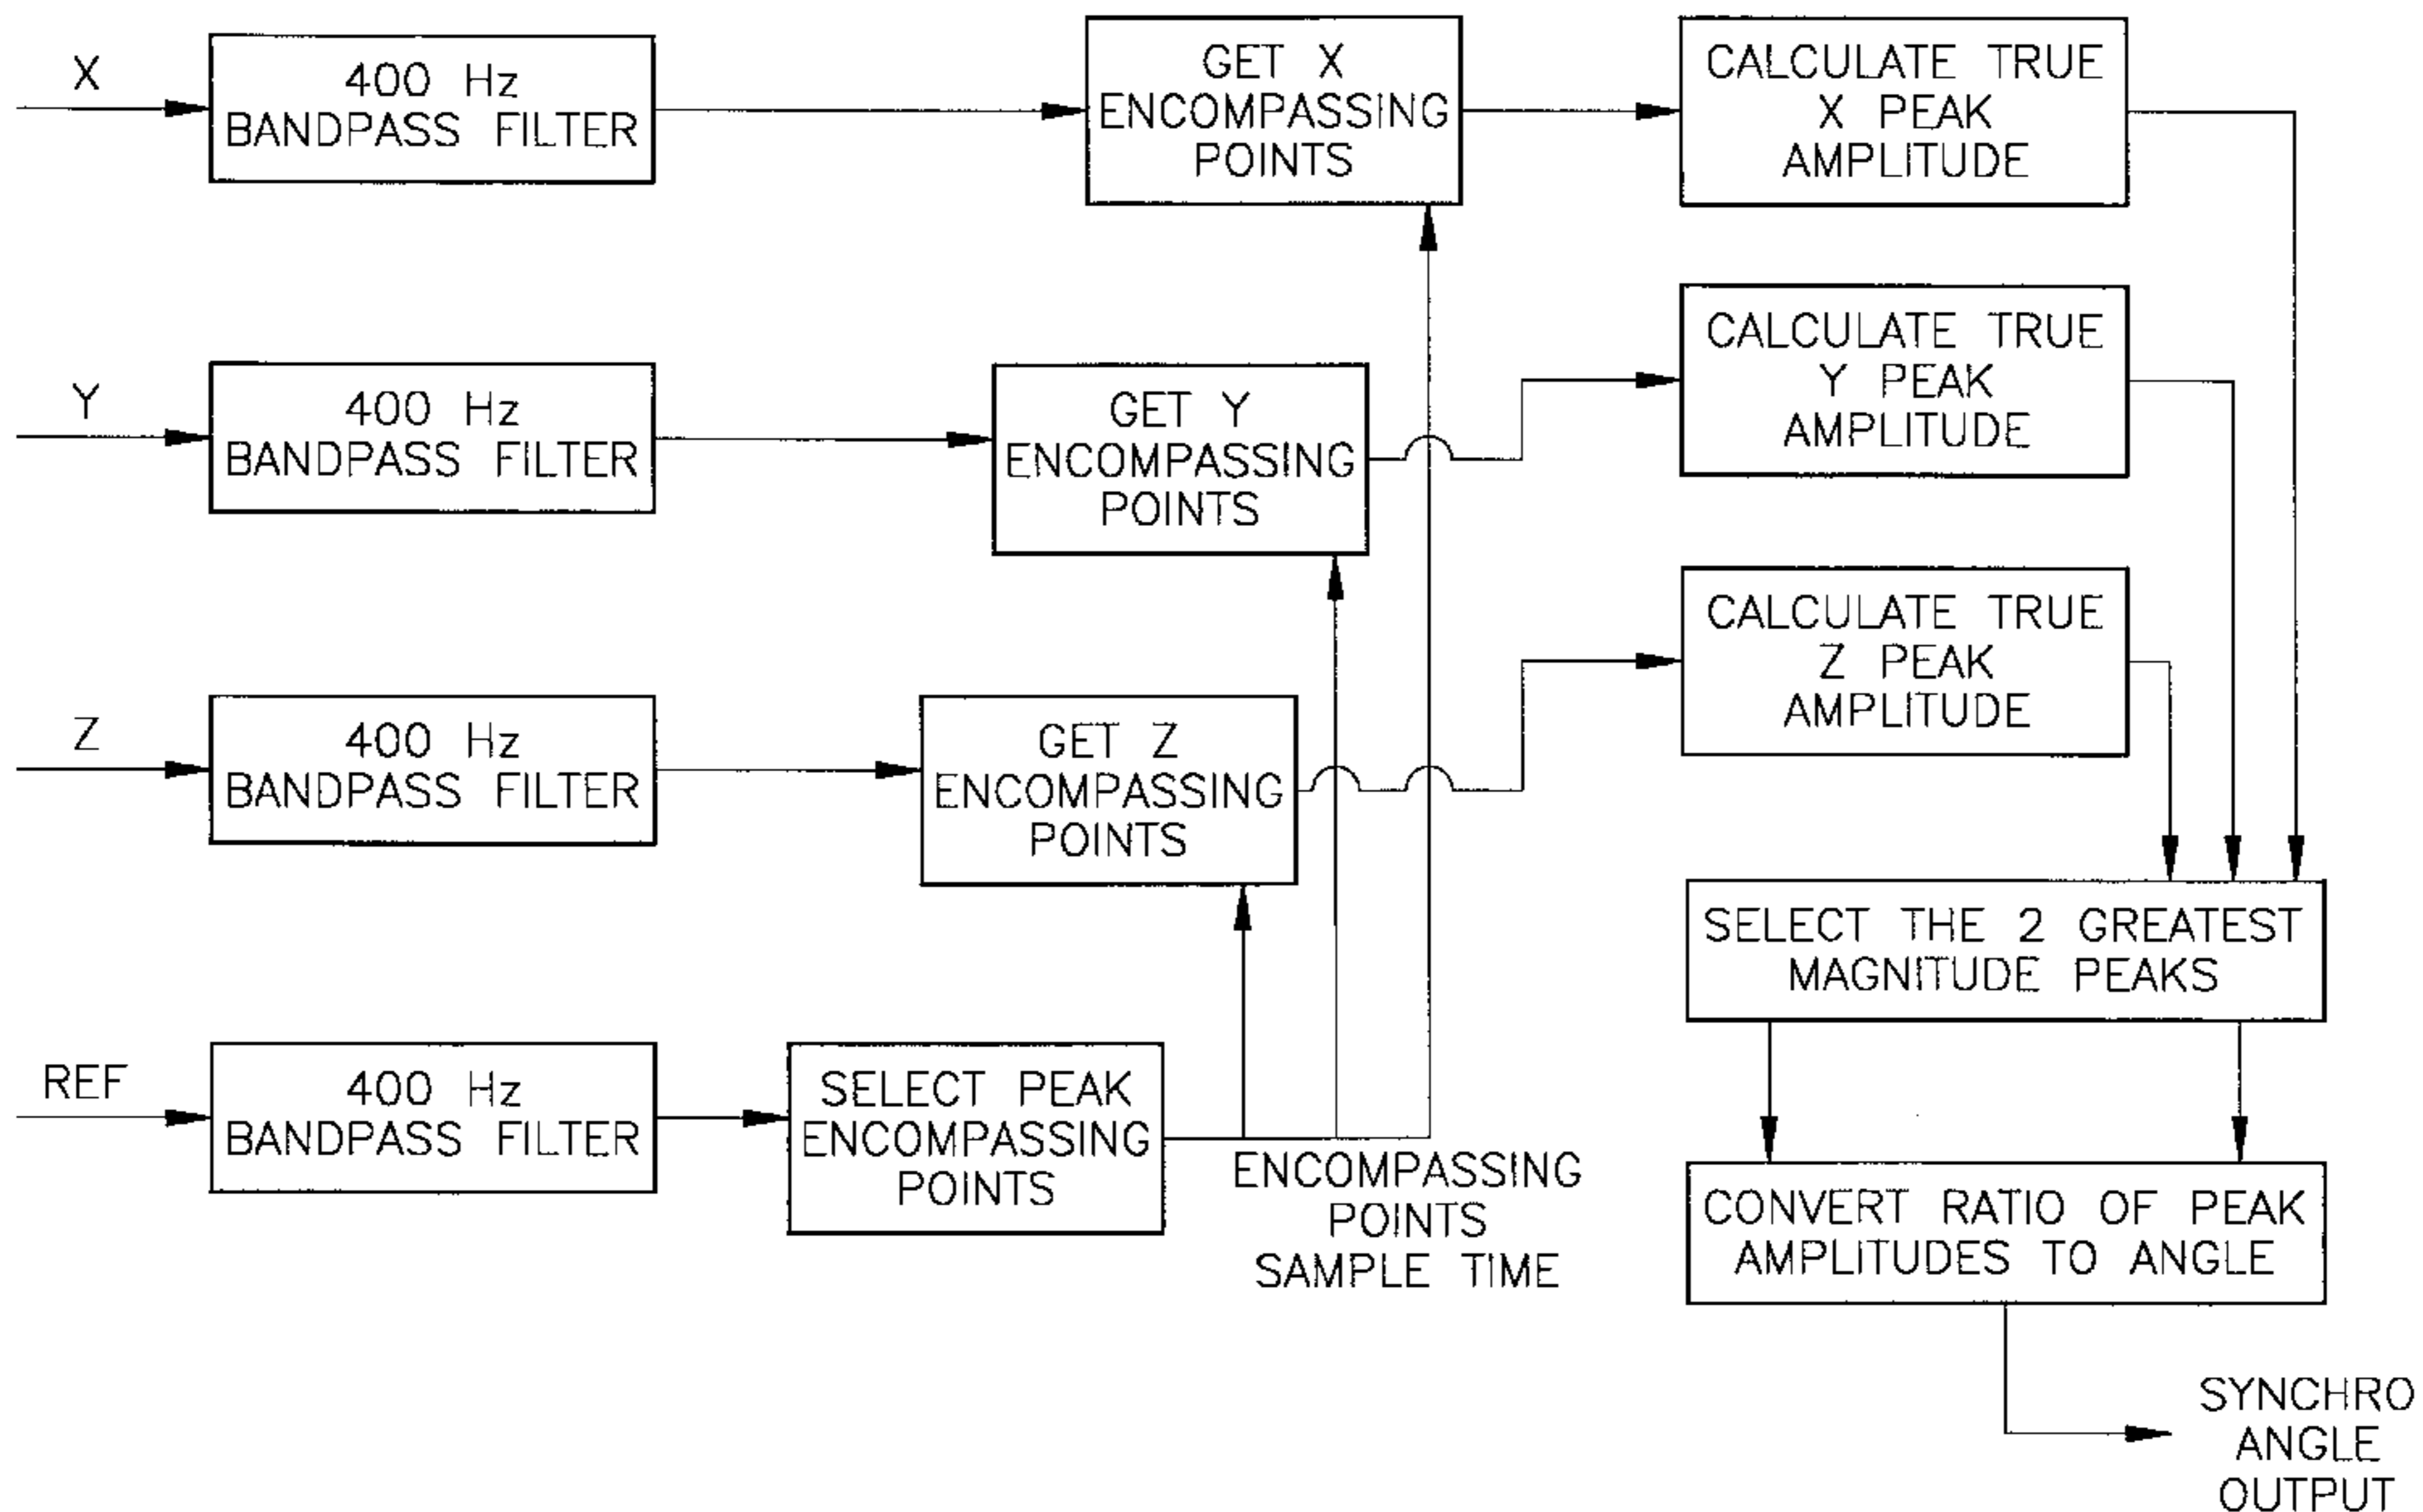 X
400 Hz
BANDPASS FILTER
GET X
ENCOMPASSING
POINTS
CALCULATE TRUE
X PEAK
AMPLITUDE
Y
400 Hz
BANDPASS FILTER
GET Y
ENCOMPASSING
POINTS
CALCULATE TRUE
Y PEAK
AMPLITUDE
Z
400 Hz
BANDPASS FILTER
GET Z
ENCOMPASSING
POINTS
CALCULATE TRUE
Z PEAK
AMPLITUDE
SELECT THE 2 GREATEST
MAGNITUDE PEAKS
REF
400 Hz
BANDPASS FILTER
SELECT PEAK
ENCOMPASSING
POINTS
ENCOMPASSING
POINTS
SAMPLE TIME
CONVERT RATIO OF PEAK
AMPLITUDES TO ANGLE
SYNCHRO
ANGLE
OUTPUT